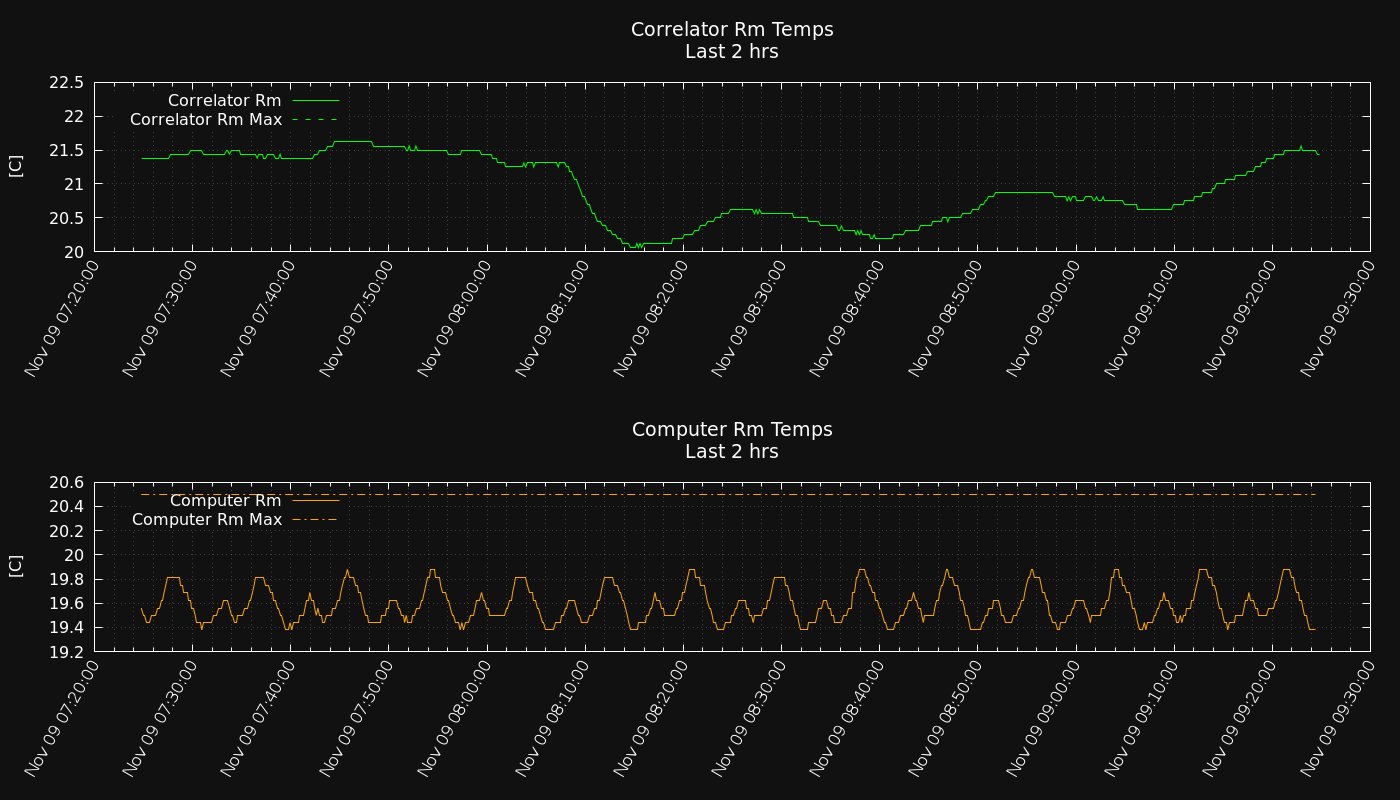 Correlator Rm Temps
Last 2 hrs
22.5
22
21.5
21
20.5
20
[C]
Correlator Rm
Correlator Rm Max
Nov 09 07:20:00
Nov 09 07:30:00
Nov 09 07:40:00
Nov 09 07:50:00
Nov 09 08:00:00
Nov 09 08:10:00
Nov 09 08:20:00
Nov 09 08:30:00
Nov 09 08:40:00
Nov 09 08:50:00
Nov 09 09:00:00
Nov 09 09:10:00
Nov 09 09:20:00
Nov 09 09:30:00
Computer Rm Temps
Last 2 hrs
20.6
20.4
20.2
20
19.8
19.6
19.4
19.2
[C]
Computer Rm
Computer Rm Max
Nov 09 07:20:00
Nov 09 07:30:00
Nov 09 07:40:00
Nov 09 07:50:00
Nov 09 08:00:00
Nov 09 08:10:00
Nov 09 08:20:00
Nov 09 08:30:00
Nov 09 08:40:00
Nov 09 08:50:00
Nov 09 09:00:00
Nov 09 09:10:00
Nov 09 09:20:00
Nov 09 09:30:00